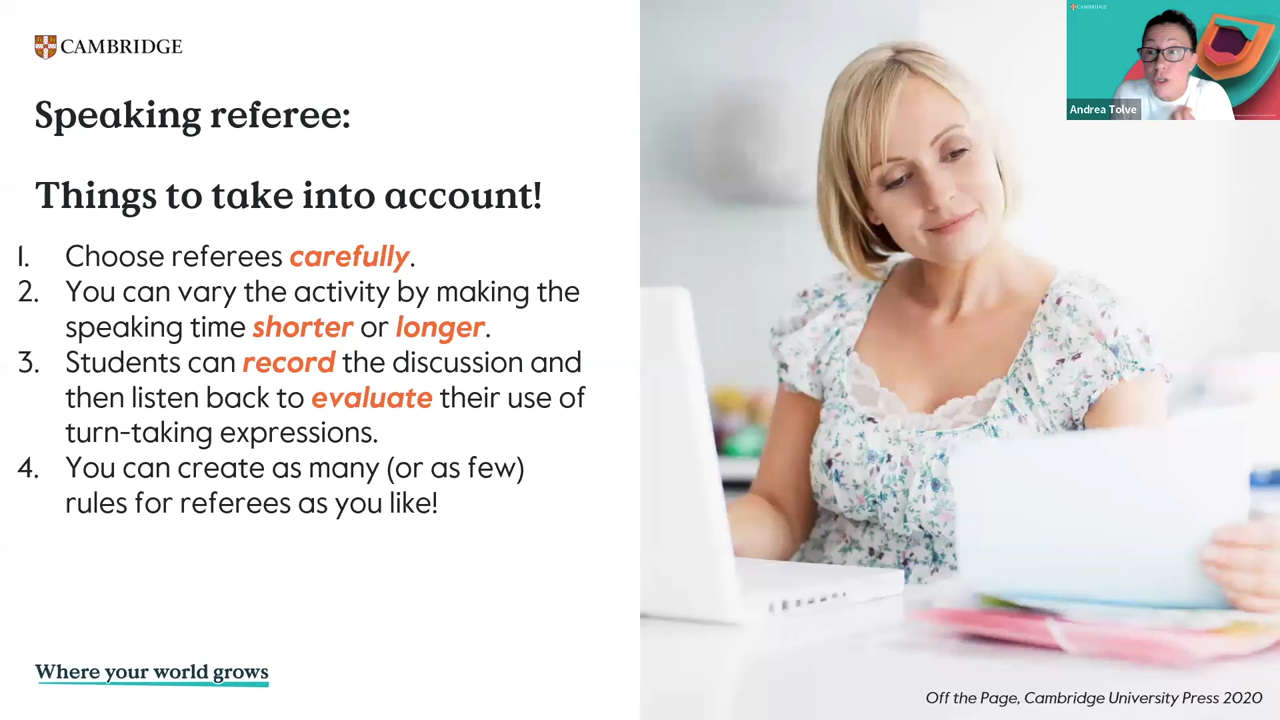 CAMBRIDGE
Speaking referee:
Things to take into account!
1. Choose referees carefully.
2. You can vary the activity by making the
speaking time shorter or longer.
3. Students can record the discussion and
then listen back to evaluate their use of
turn-taking expressions.
4. You can create as many (or as few)
rules for referees as you like!
Where your world grows
CAMBRIDGE
Andrea Tolve
Off the Page, Cambridge University Press 2020